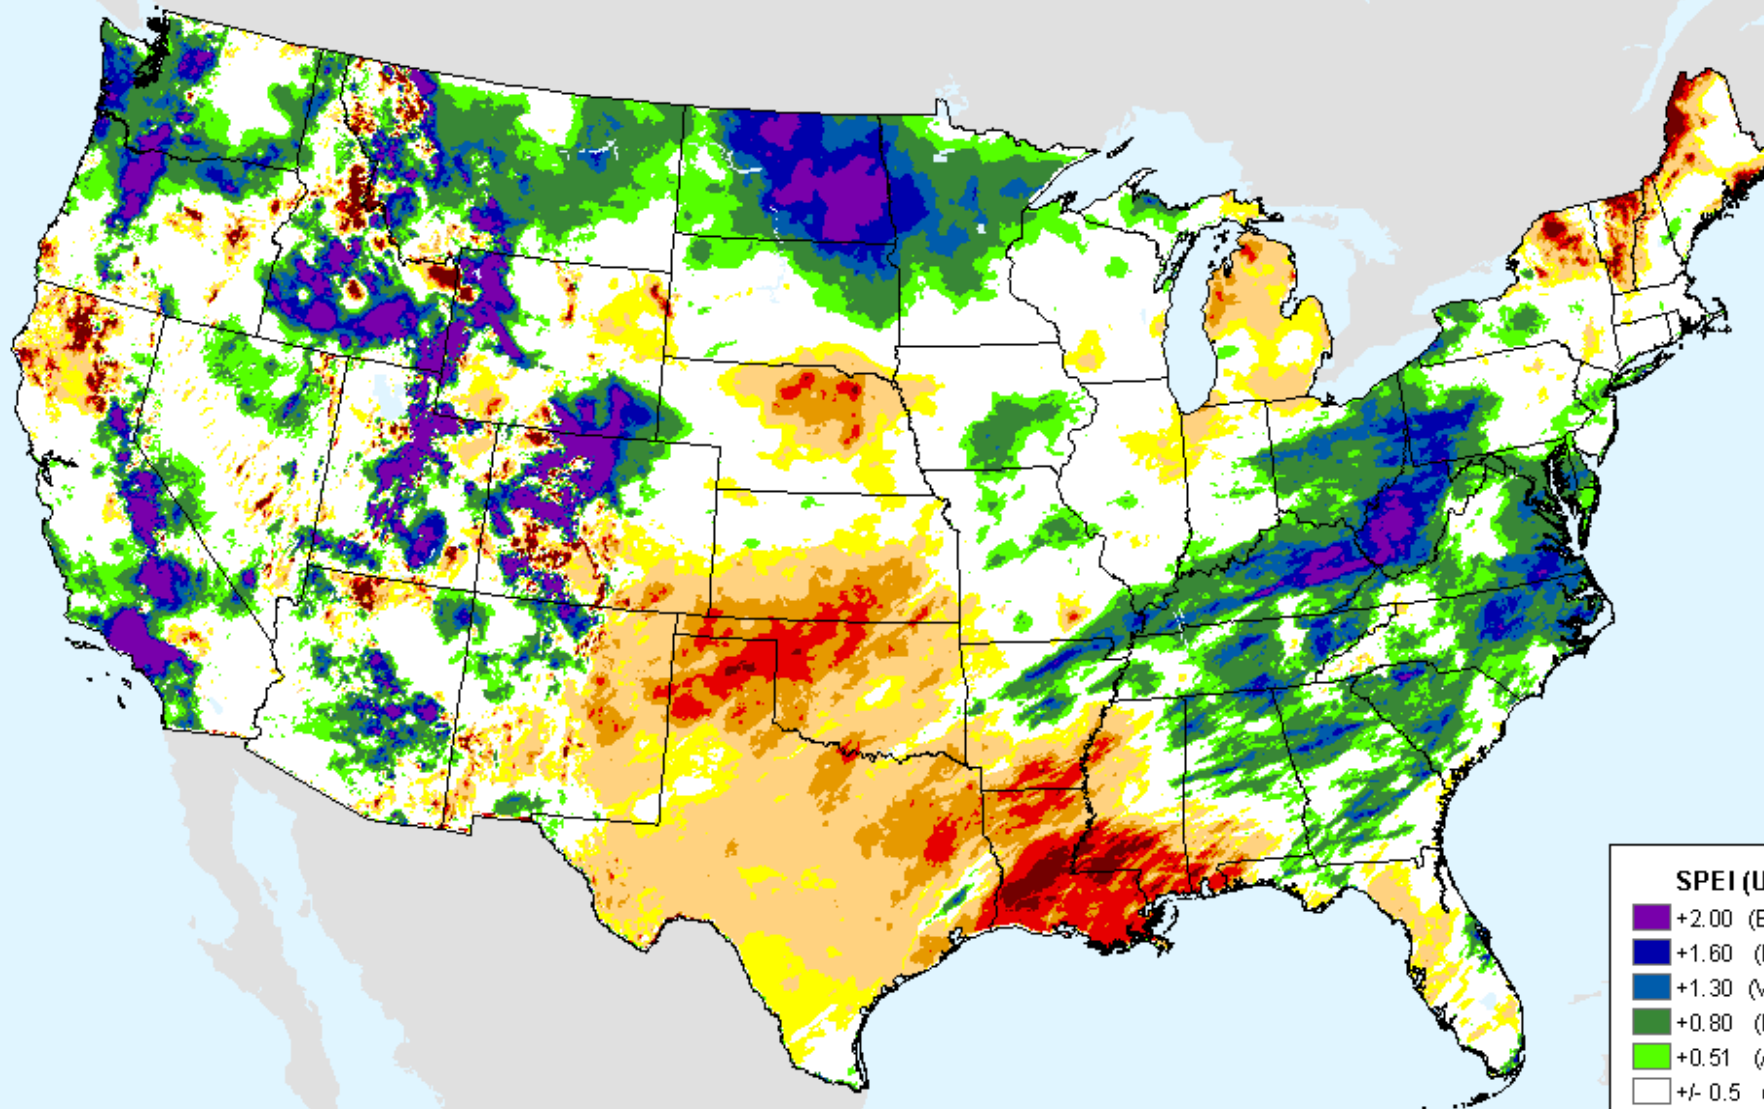 SPEI (U
+2.00 (E
+1.60 (
+1.30 (V
+0.80 (
+0.51 (
+/- 0.5